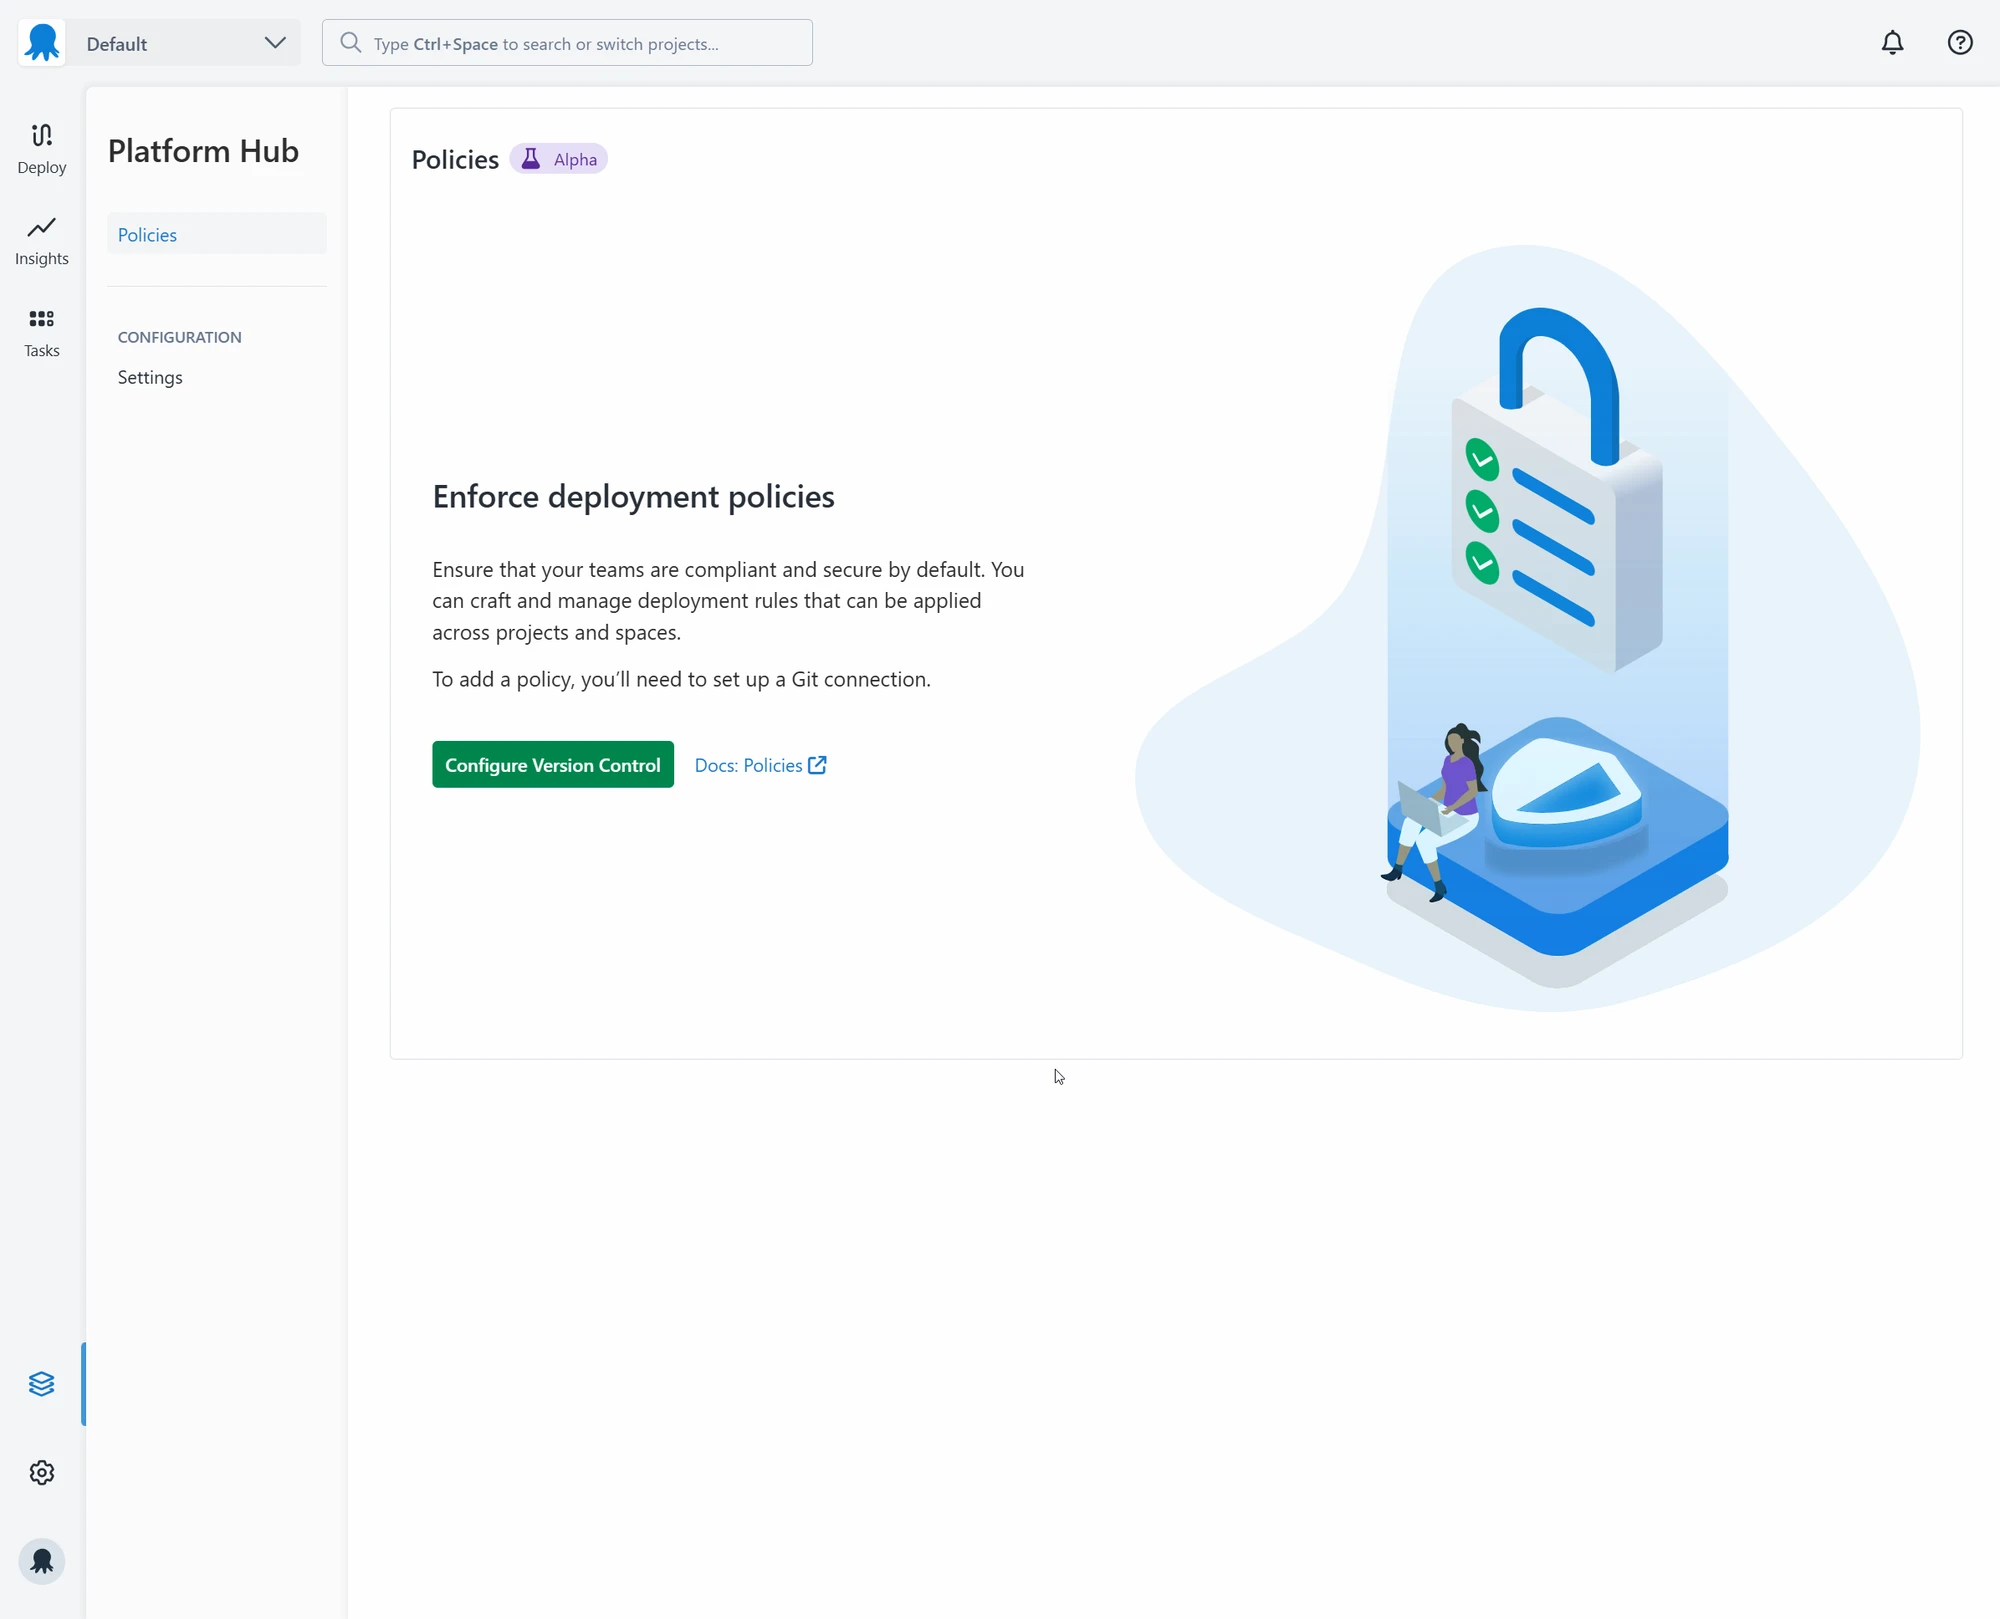 Default
Type Ctrl+Space to search or switch projects...
Deploy
Insights
Tasks
Platform Hub
Policies
CONFIGURATION
Settings
Policies
Alpha
Enforce deployment policies
Ensure that your teams are compliant and secure by default. You
can craft and manage deployment rules that can be applied
across projects and spaces.
To add a policy, you’ll need to set up a Git connection.
Configure Version Control
Docs: Policies